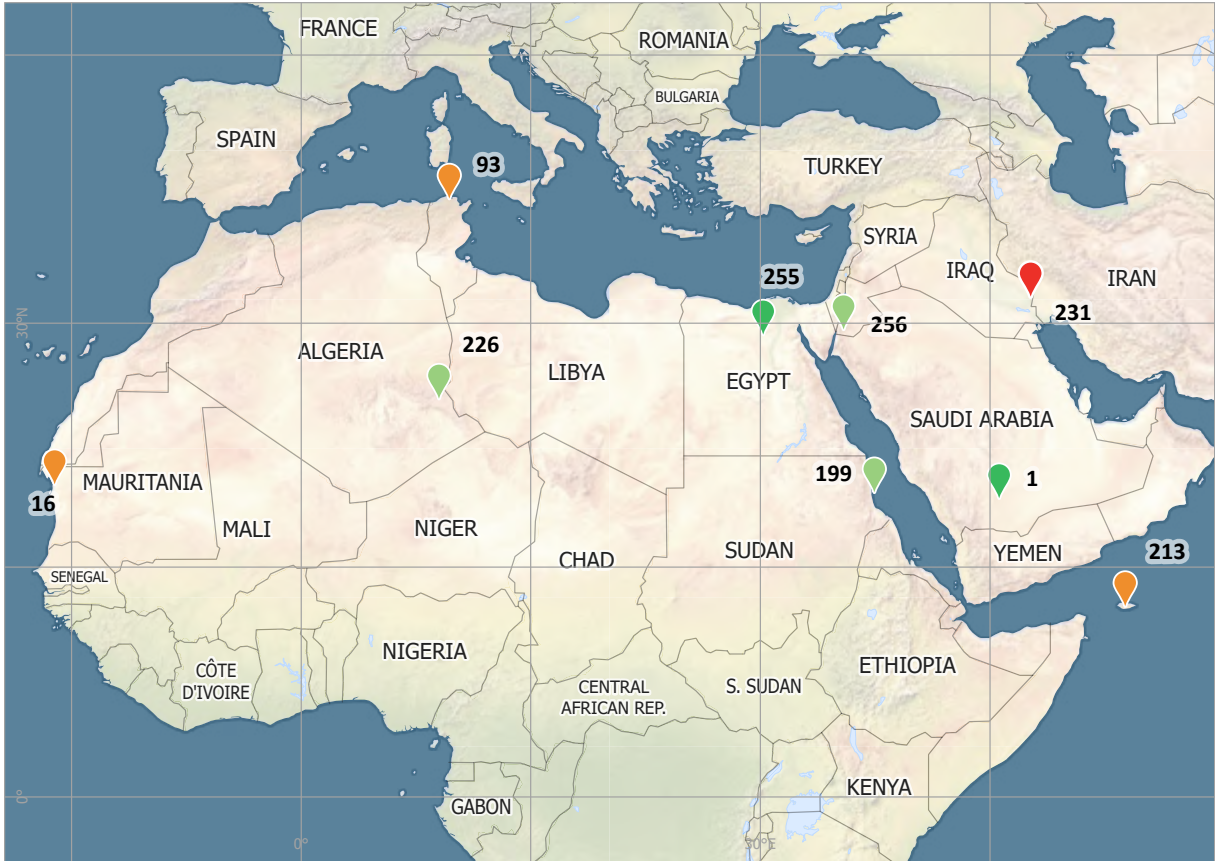 FRANCE
ROMANIA
BULGARIA
SPAIN
93
TURKEY
SYRIA
255
IRAQ
IRAN
30°N
256
231
226
ALGERIA
LIBYA
EGYPT
SAUDI ARABIA
MAURITANIA
199
1
16
MALI
NIGER
CHAD
SUDAN
YEMEN
213
SENEGAL
NIGERIA
CÔTE
D'IVOIRE
ETHIOPIA
CENTRAL
AFRICAN REP.
S. SUDAN
KENYA
0°
GABON
0°
30°E